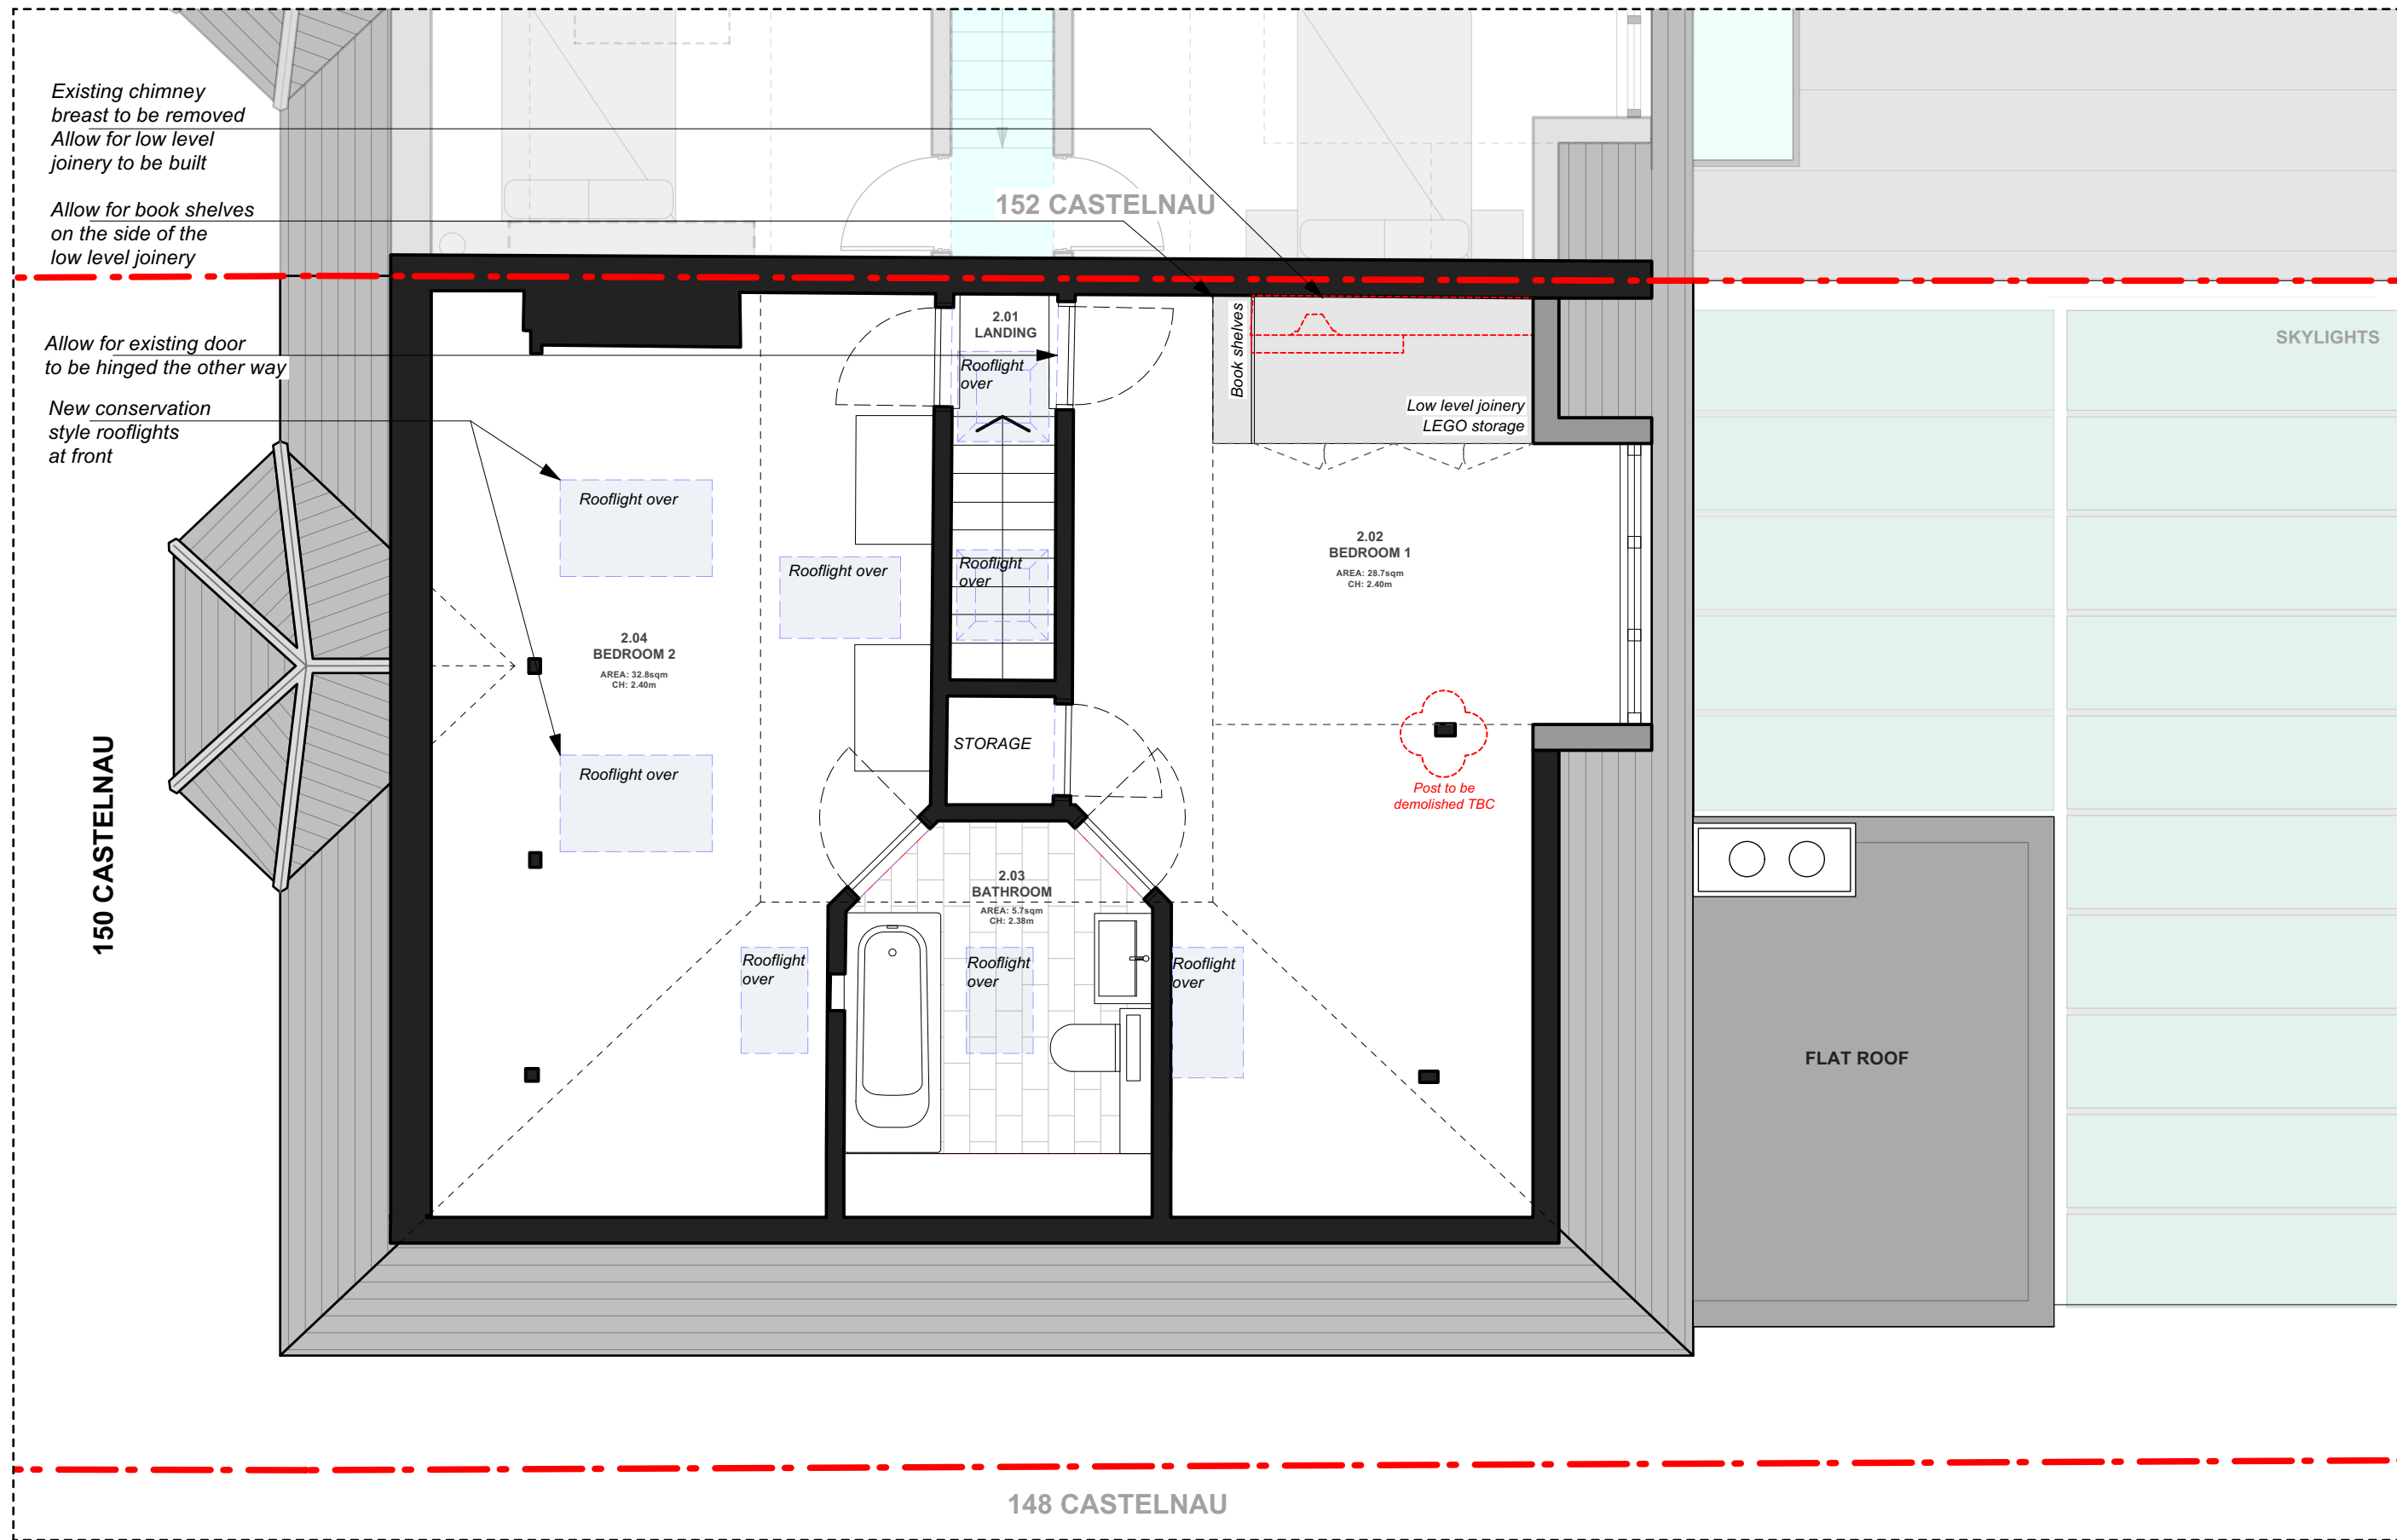 Existing chimney
breast to be removed
Allow for low level
joinery to be built
152 CASTELNAU
Allow for book shelves
on the side of the
low level joinery
2.01
LANDING
Rooflight
over
Allow for existing door
to be hinged the other way
Book shelves
Low level joinery
LEGO storage
SKYLIGHTS
New conservation
style rooflights
at front
Rooflight over
Rooflight over
Rooflight
over
2.02
BEDROOM 1
AREA: 28.7sqm
CH: 2.40m
2.04
BEDROOM 2
AREA: 32.8sqm
CH: 2.40m
STORAGE
Rooflight over
Post to be
demolished TBC
150 CASTELNAU
2.03
BATHROOM
AREA: 5.7sqm
CH: 2.38m
Rooflight
over
Rooflight
over
Rooflight
over
FLAT ROOF
148 CASTELNAU